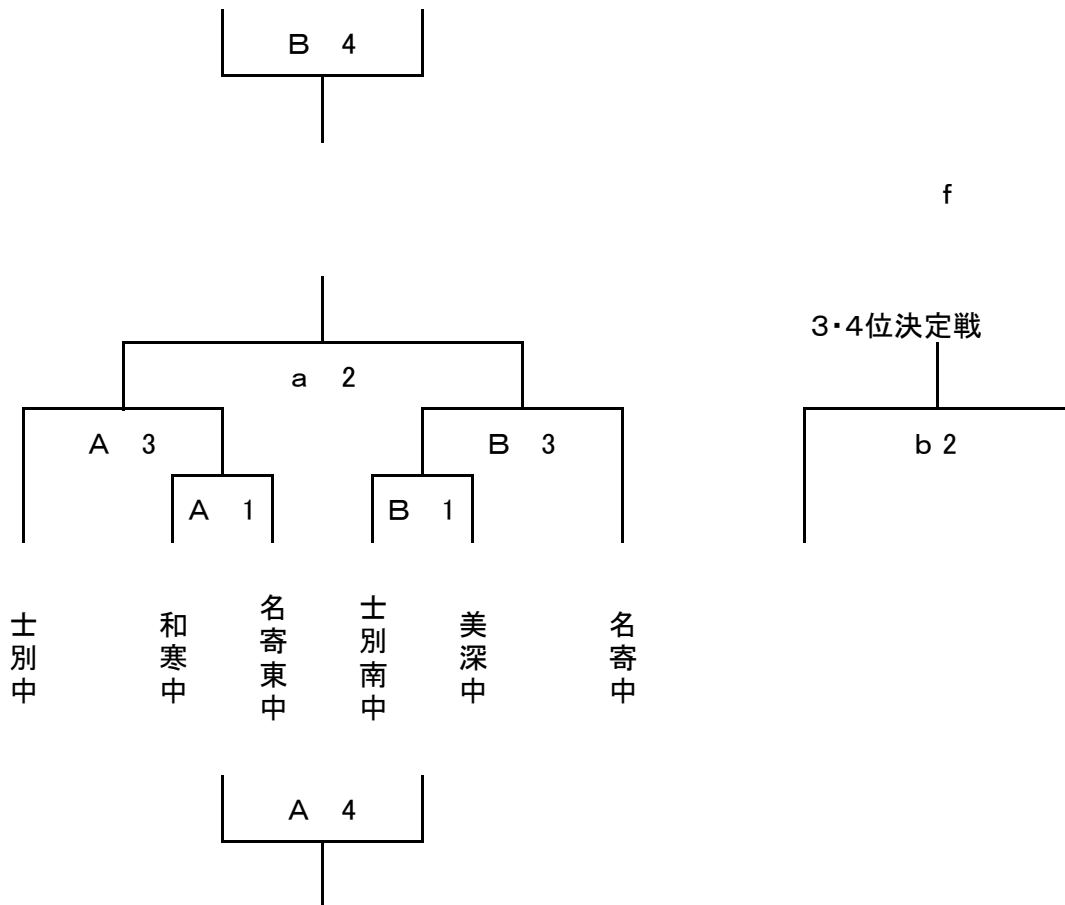 Ｂ　4
ｆ
３・４位決定戦
ａ　2
Ａ　3
Ｂ　3
ｂ 2
Ａ　1
Ｂ　1
士別中
和寒中
名寄東中
士別南中
美深中
名寄中
Ａ　4